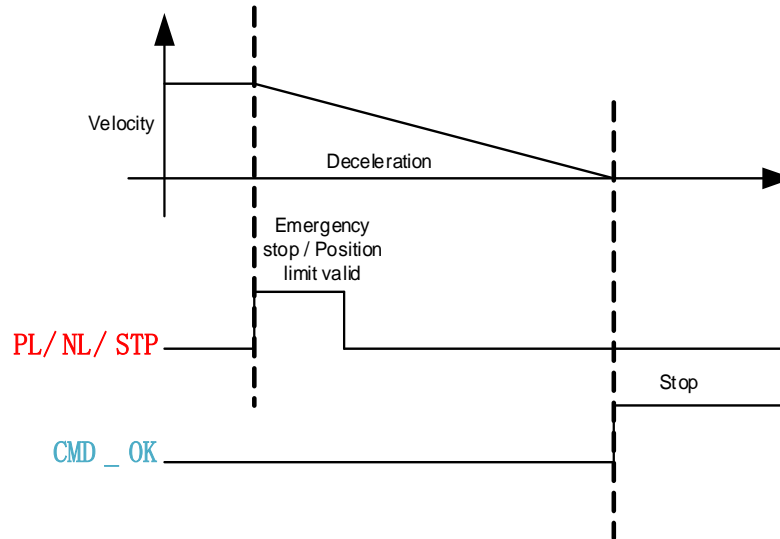 Velocity
Deceleration
Emergency
stop / Position
limit valid
PL/ NL/ STP
Stop
CMD _ OK